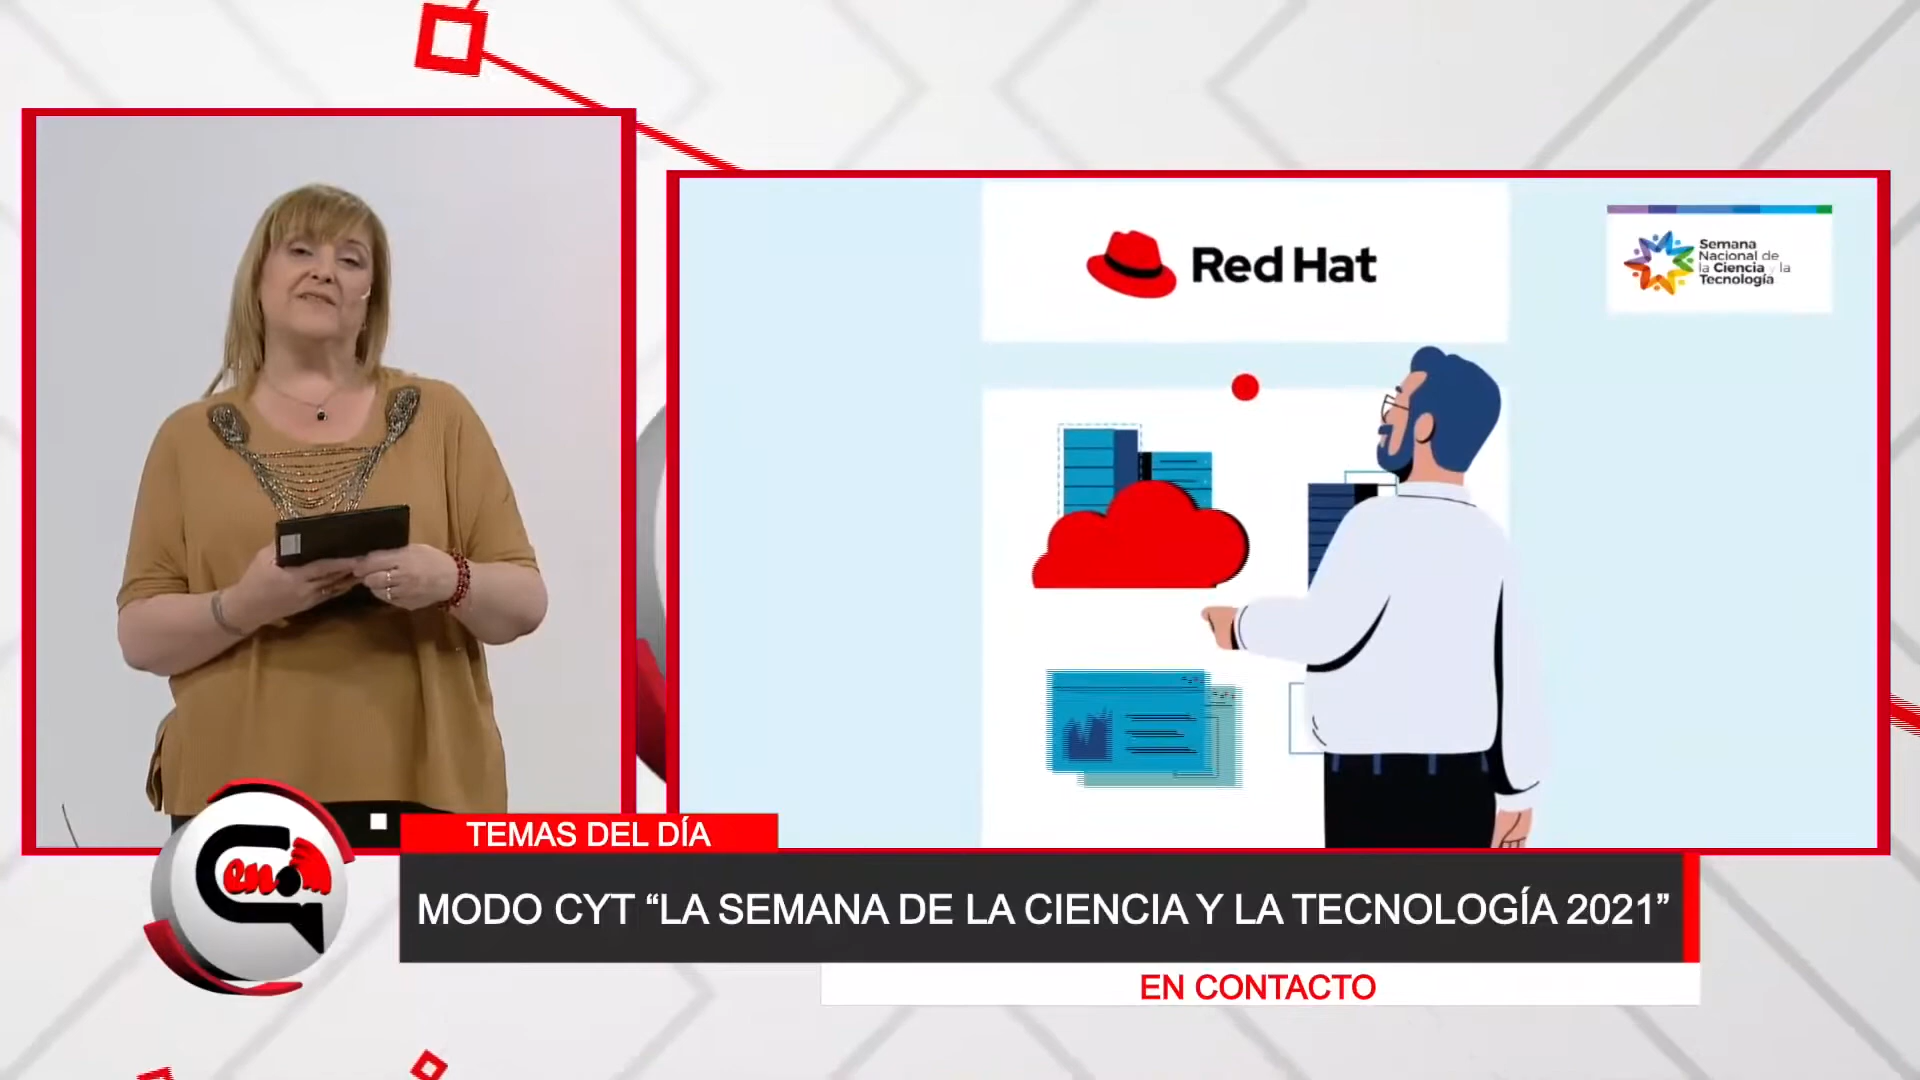 Red Hat
Semana
Nacional de
la Ciencia y la
Tecnología
en
TEMAS DEL DÍA
MODO CYT “LA SEMANA DE LA CIENCIA Y LA TECNOLOGÍA 2021”
EN CONTACTO